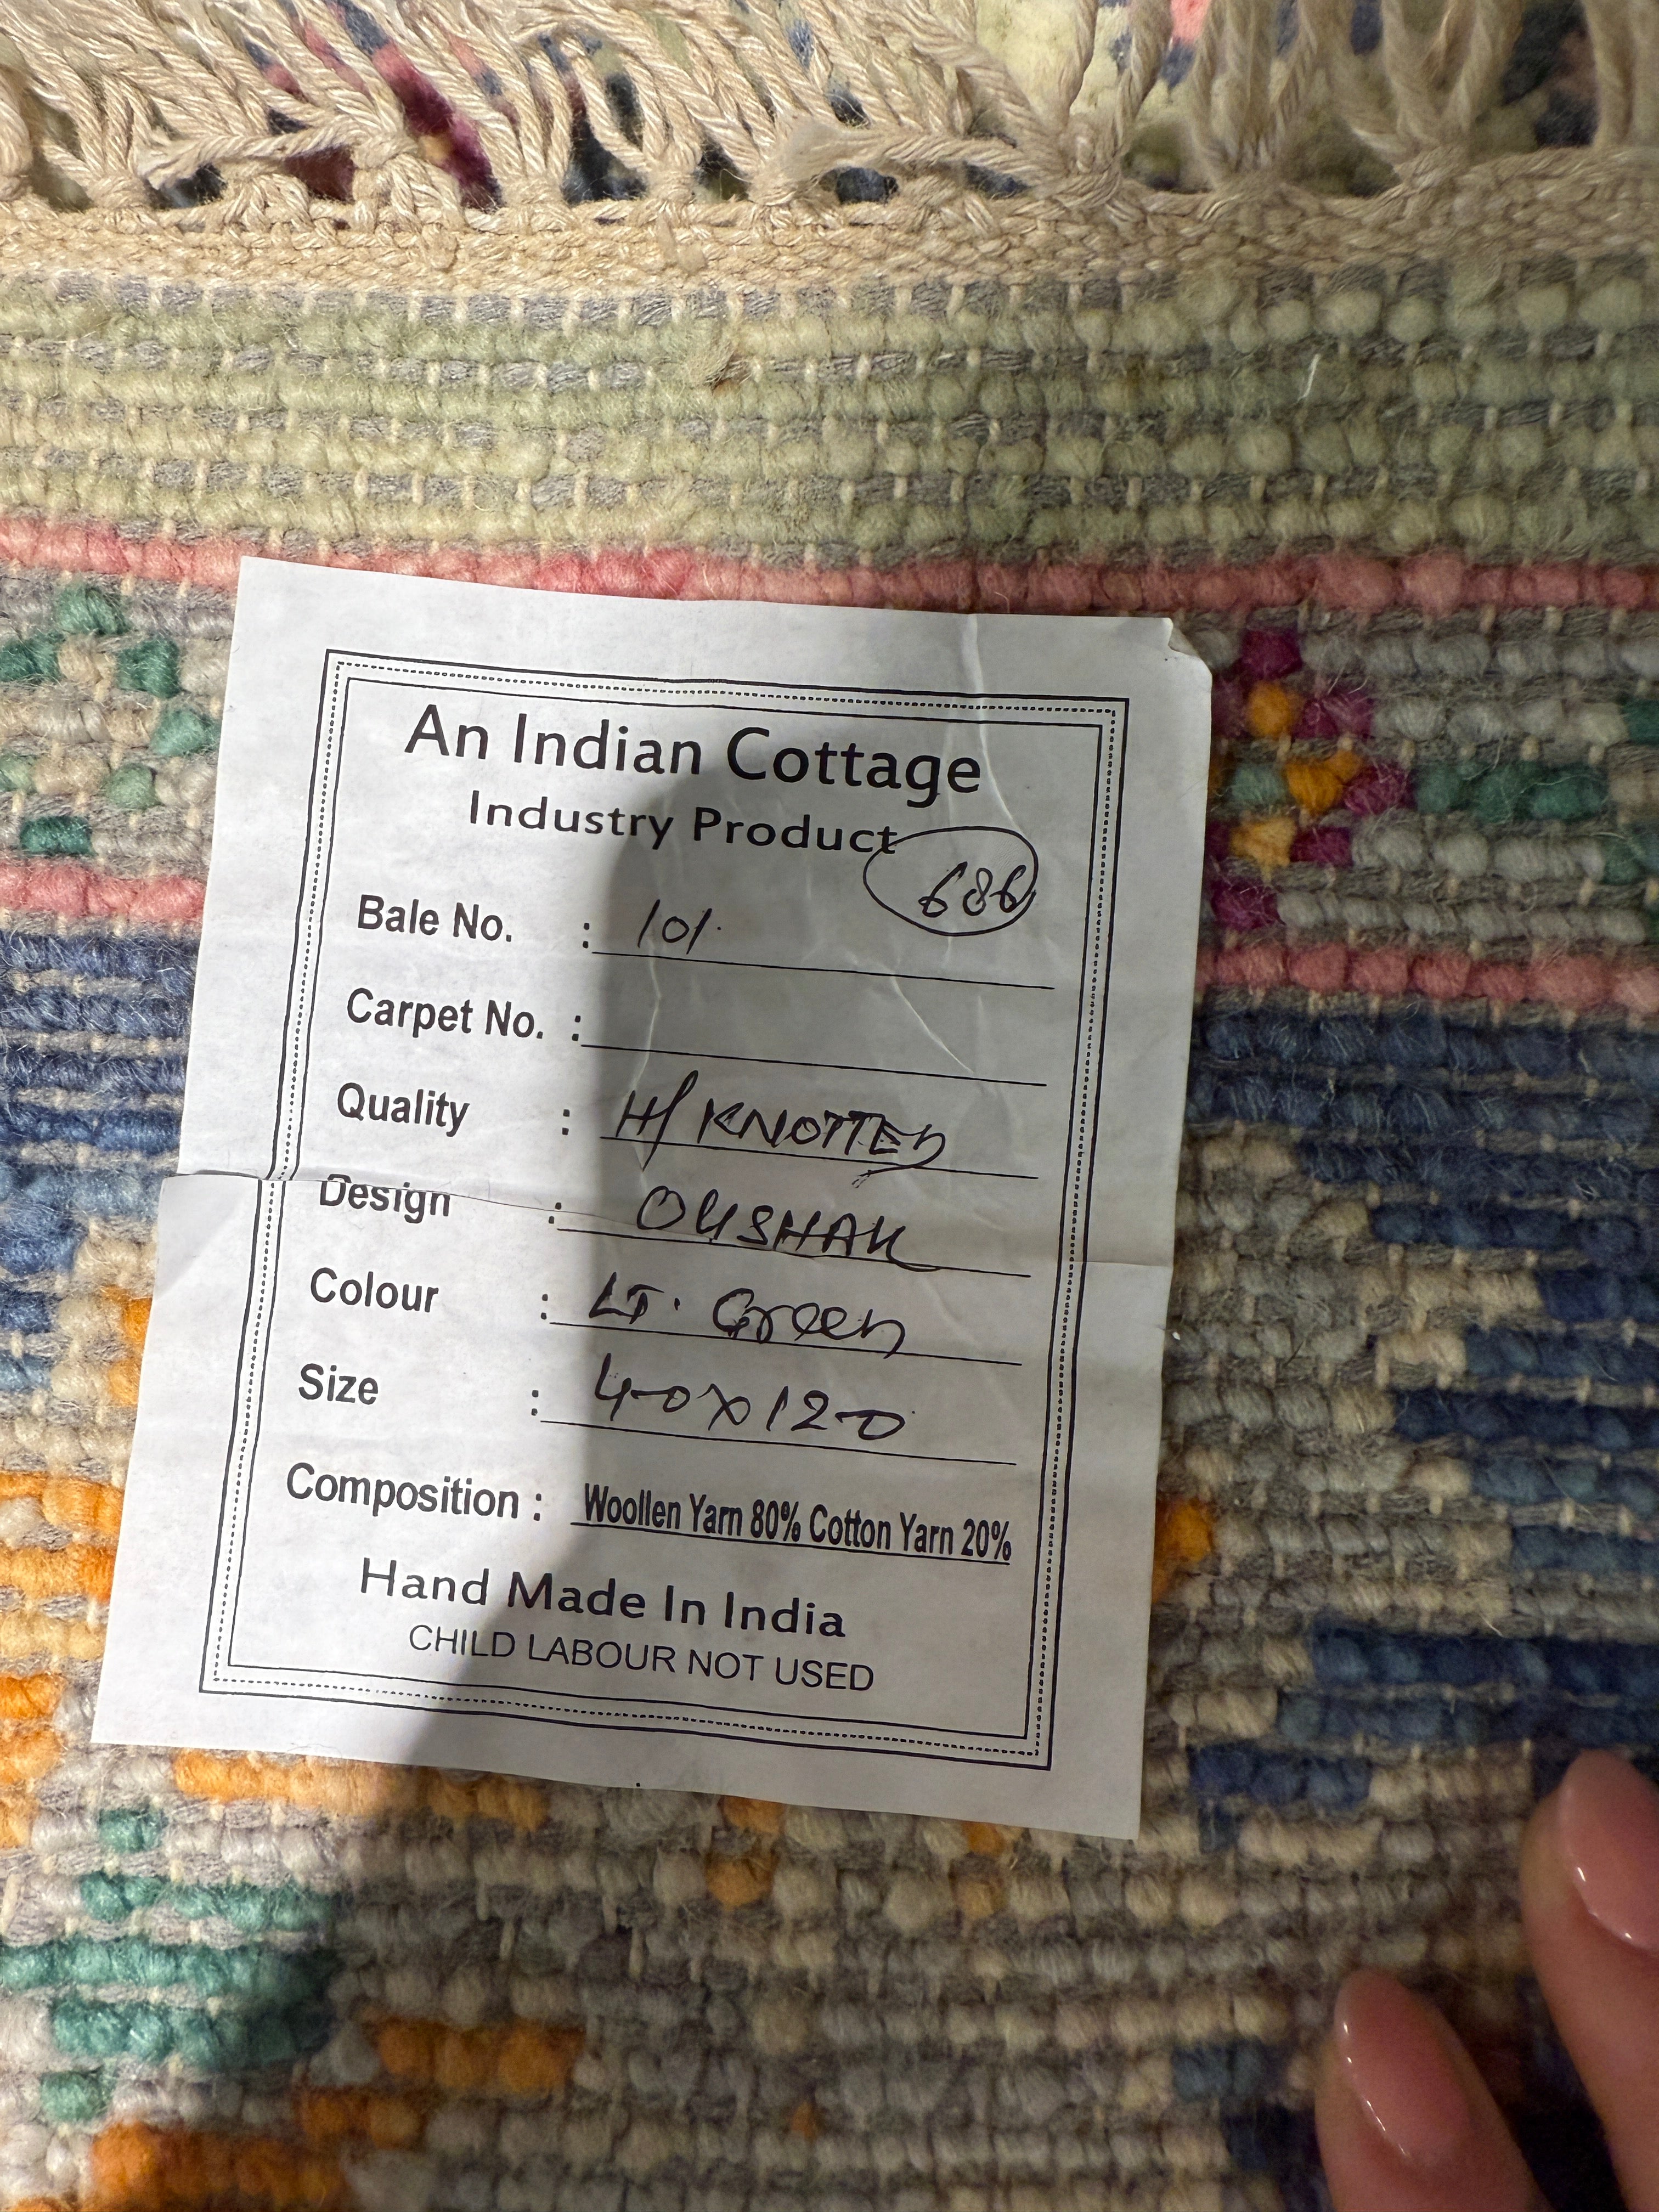 An Indian Cottage
Industry Product
686
Bale No. : 101.
Carpet No. :
Quality : H/ KNOTTED
Design : OUSHAK
Colour : LT. Green
Size : 4-0x12-0
Composition : Woollen Yarn 80% Cotton Yarn 20%
Hand Made In India
CHILD LABOUR NOT USED